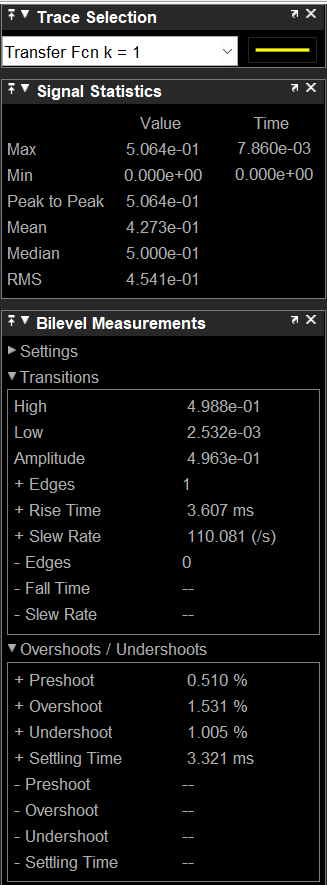 Trace Selection
Transfer Fcn k = 1
Signal Statistics
Value Time
Max 5.064e-01 7.860e-03
Min 0.000e+00 0.000e+00
Peak to Peak 5.064e-01
Mean 4.273e-01
Median 5.000e-01
RMS 4.541e-01
Bilevel Measurements
Settings
Transitions
High 4.988e-01
Low 2.532e-03
Amplitude 4.963e-01
+ Edges 1
+ Rise Time 3.607 ms
+ Slew Rate 110.081 (/s)
- Edges 0
- Fall Time --
- Slew Rate --
Overshoots / Undershoots
+ Preshoot 0.510 %
+ Overshoot 1.531 %
+ Undershoot 1.005 %
+ Settling Time 3.321 ms
- Preshoot --
- Overshoot --
- Undershoot --
- Settling Time --